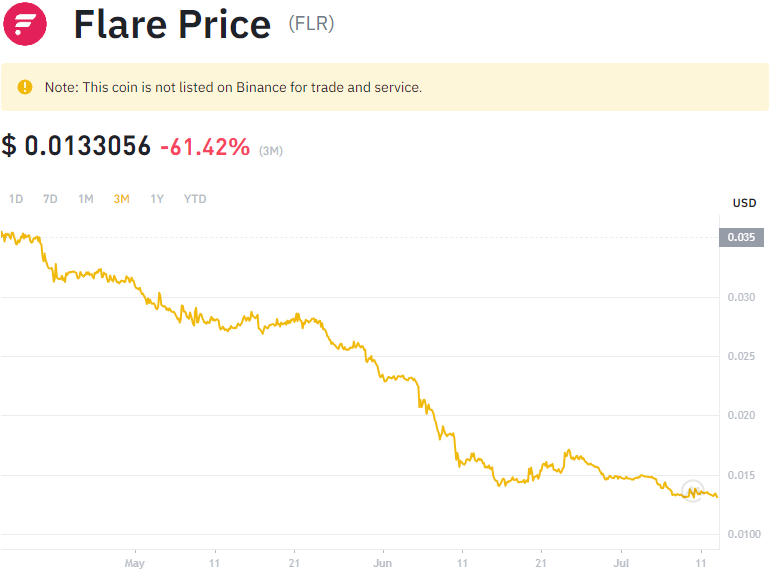 Flare Price (FLR)
Note: This coin is not listed on Binance for trade and service.
$ 0.0133056 -61.42% (3M)
1D 7D 1M 3M 1Y YTD
USD
0.035
0.030
0.025
0.020
0.015
0.0100
May 11 21 Jun 11 21 Jul 11